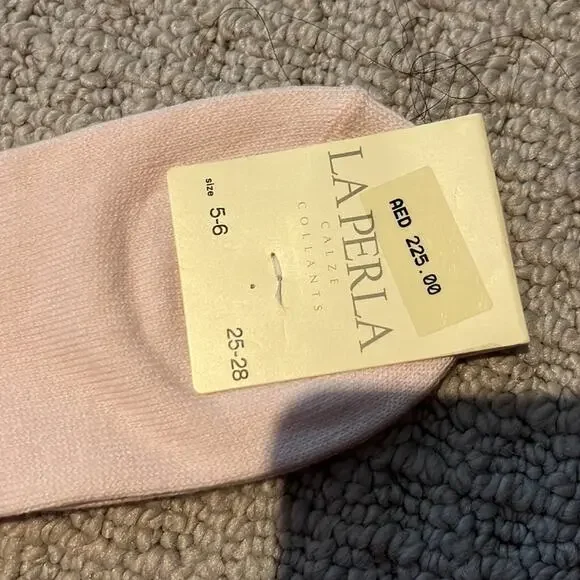 LA PERLA
CALZE
COLLANTS
AED 225.00
size 5-6
25-28